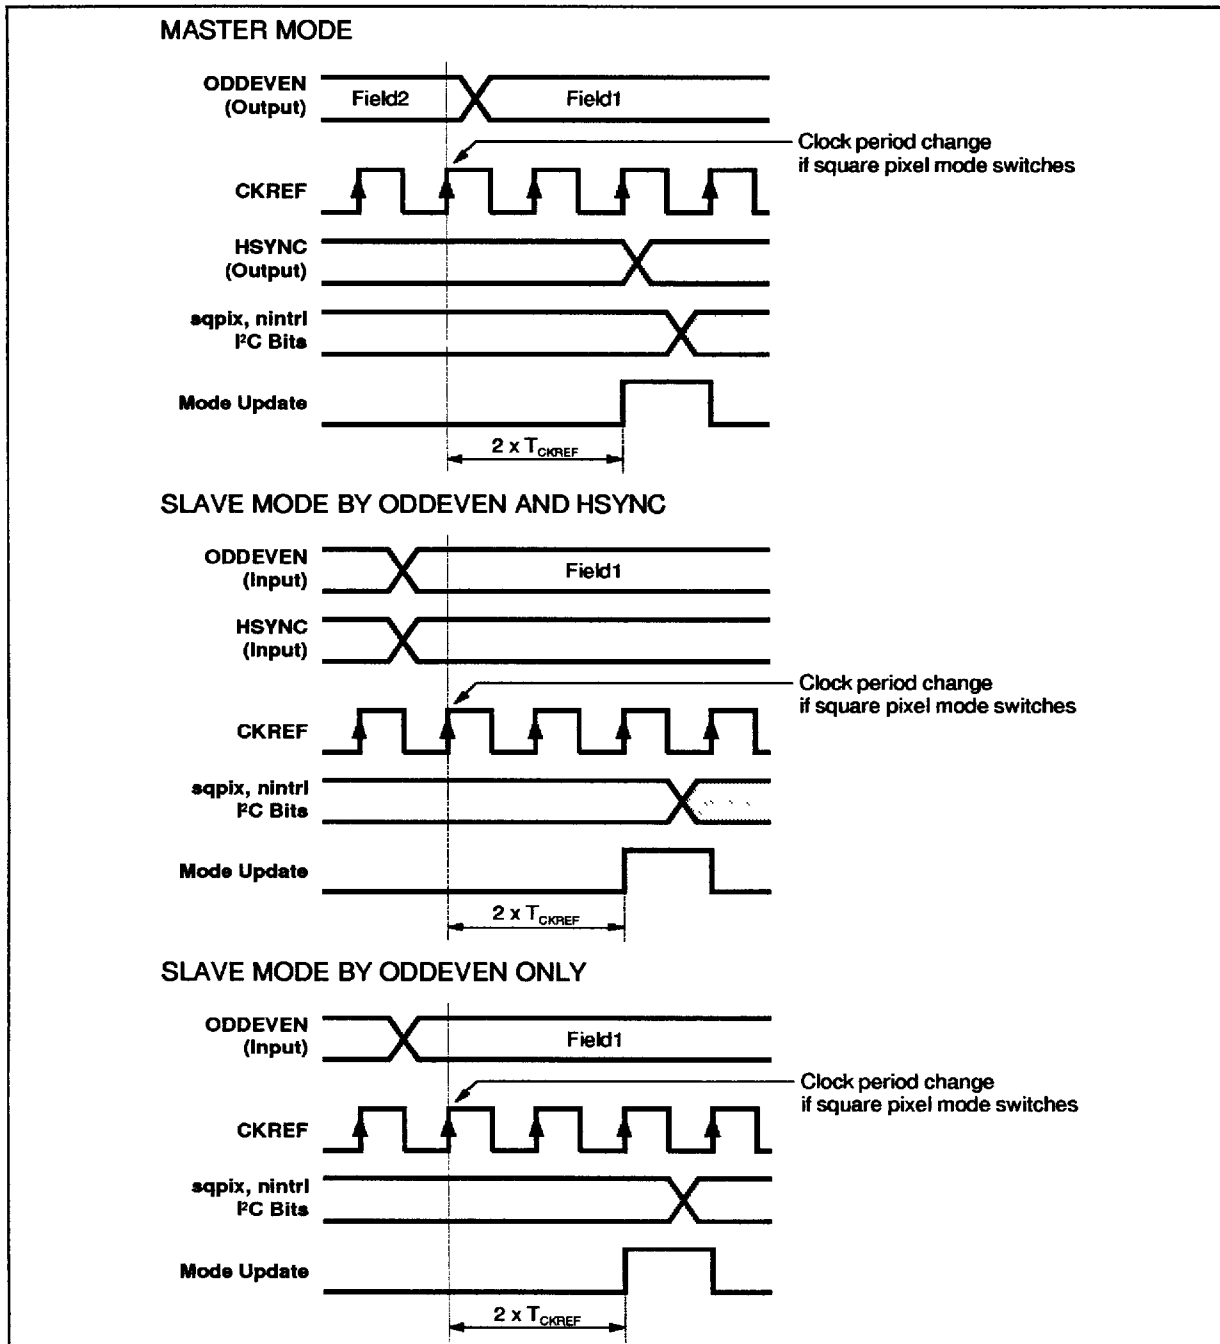 MASTER MODE
ODDEVEN
(Output)
Field2
Field1
Clock period change
if square pixel mode switches
CKREF
HSYNC
(Output)
sqpix, nintrl
I²C Bits
Mode Update
2 x TCKREF
SLAVE MODE BY ODDEVEN AND HSYNC
ODDEVEN
(Input)
Field1
HSYNC
(Input)
Clock period change
if square pixel mode switches
CKREF
sqpix, nintrl
I²C Bits
Mode Update
2 x TCKREF
SLAVE MODE BY ODDEVEN ONLY
ODDEVEN
(Input)
Field1
Clock period change
if square pixel mode switches
CKREF
sqpix, nintrl
I²C Bits
Mode Update
2 x TCKREF